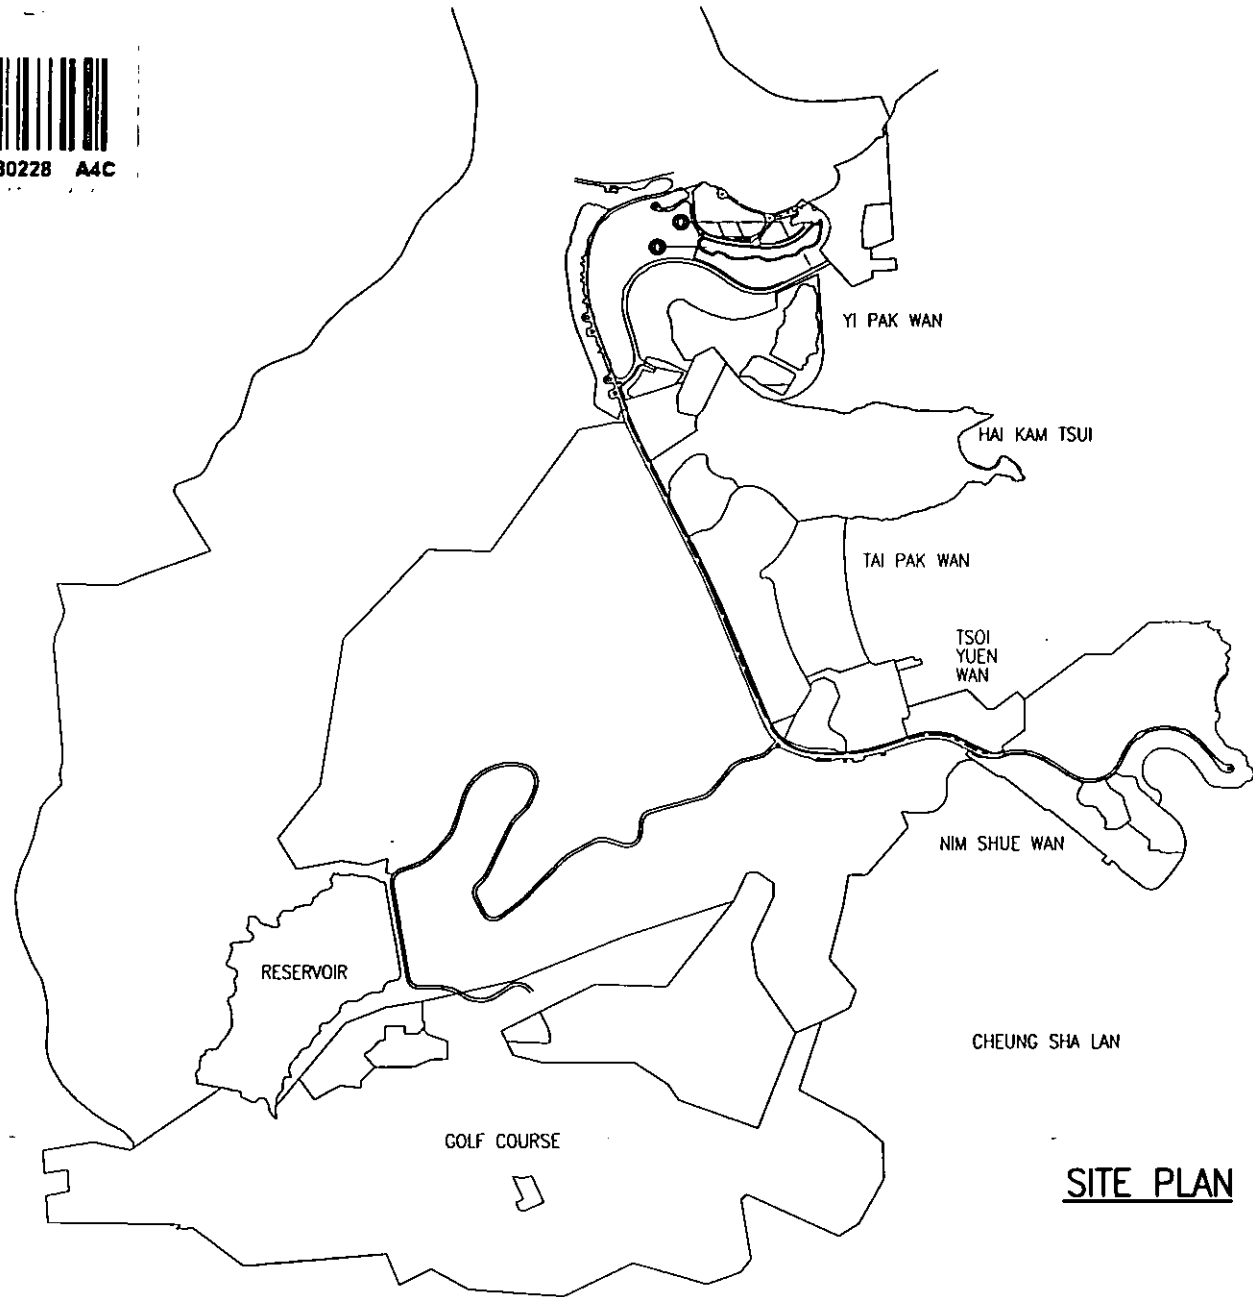 80228 A4C
YI PAK WAN
HAI KAM TSUI
TAI PAK WAN
TSOI
YUEN
WAN
NIM SHUE WAN
RESERVOIR
CHEUNG SHA LAN
GOLF COURSE
SITE PLAN